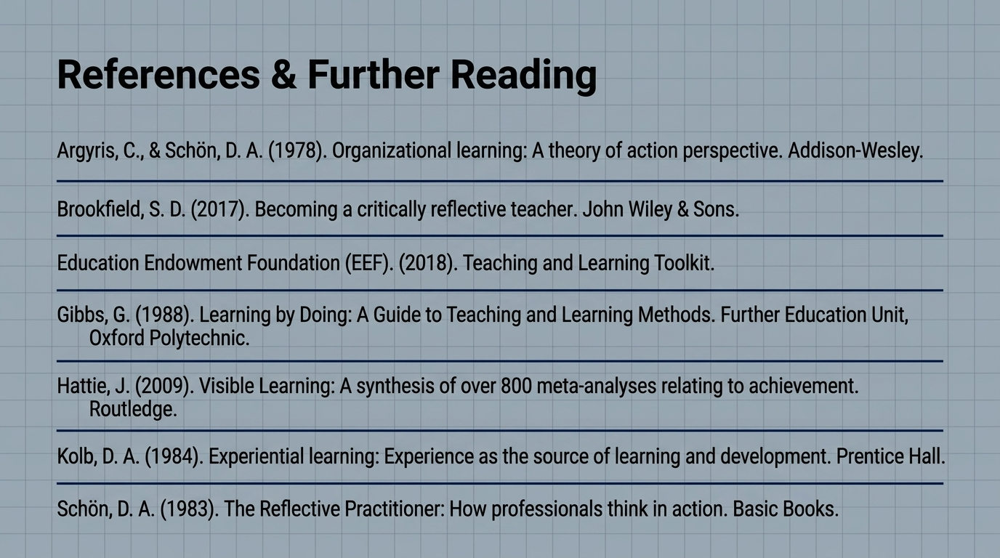 References & Further Reading
Argyris, C., & Schön, D. A. (1978). Organizational learning: A theory of action perspective. Addison-Wesley.
Brookfield, S. D. (2017). Becoming a critically reflective teacher. John Wiley & Sons.
Education Endowment Foundation (EEF). (2018). Teaching and Learning Toolkit.
Gibbs, G. (1988). Learning by Doing: A Guide to Teaching and Learning Methods. Further Education Unit,
Oxford Polytechnic.
Hattie, J. (2009). Visible Learning: A synthesis of over 800 meta-analyses relating to achievement.
Routledge.
Kolb, D. A. (1984). Experiential learning: Experience as the source of learning and development. Prentice Hall.
Schön, D. A. (1983). The Reflective Practitioner: How professionals think in action. Basic Books.